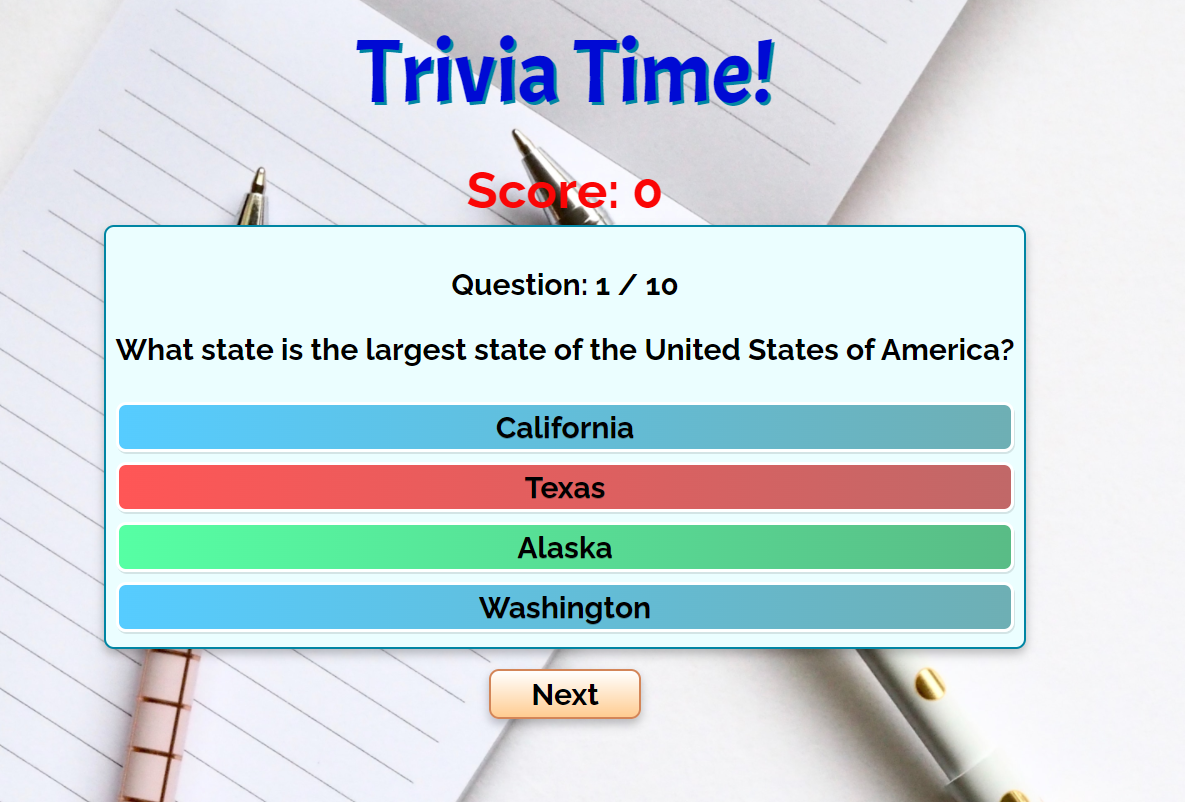 Trivia Time!
Score: 0
Question: 1 / 10
What state is the largest state of the United States of America?
California
Texas
Alaska
Washington
Next